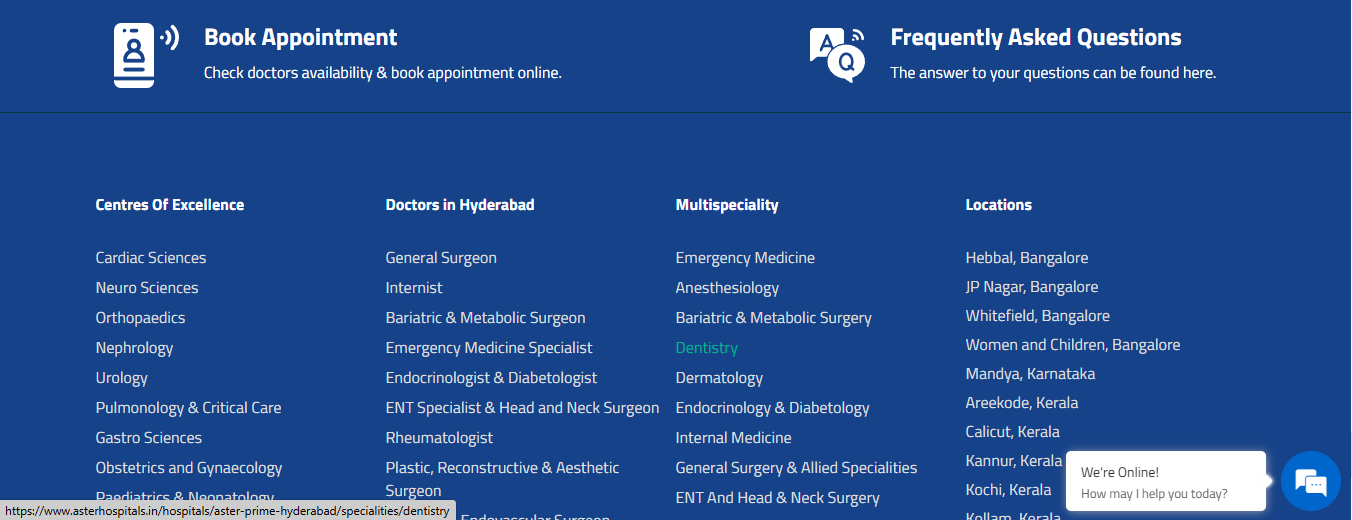 Book Appointment
Check doctors availability & book appointment online.
A
Q
Frequently Asked Questions
The answer to your questions can be found here.
Centres Of Excellence
Cardiac Sciences
Neuro Sciences
Orthopaedics
Nephrology
Urology
Pulmonology & Critical Care
Gastro Sciences
Obstetrics and Gynaecology
Paediatrics & Neonatology
Doctors in Hyderabad
General Surgeon
Internist
Bariatric & Metabolic Surgeon
Emergency Medicine Specialist
Endocrinologist & Diabetologist
ENT Specialist & Head and Neck Surgeon
Rheumatologist
Plastic, Reconstructive & Aesthetic
Surgeon
Endovascular Surgeon
Multispeciality
Emergency Medicine
Anesthesiology
Bariatric & Metabolic Surgery
Dentistry
Dermatology
Endocrinology & Diabetology
Internal Medicine
General Surgery & Allied Specialities
ENT And Head & Neck Surgery
Locations
Hebbal, Bangalore
JP Nagar, Bangalore
Whitefield, Bangalore
Women and Children, Bangalore
Mandya, Karnataka
Areekode, Kerala
Calicut, Kerala
Kannur, Kerala
Kochi, Kerala
Kollam, Kerala
We're Online!
How may I help you today?
https://www.asterhospitals.in/hospitals/aster-prime-hyderabad/specialities/dentistry